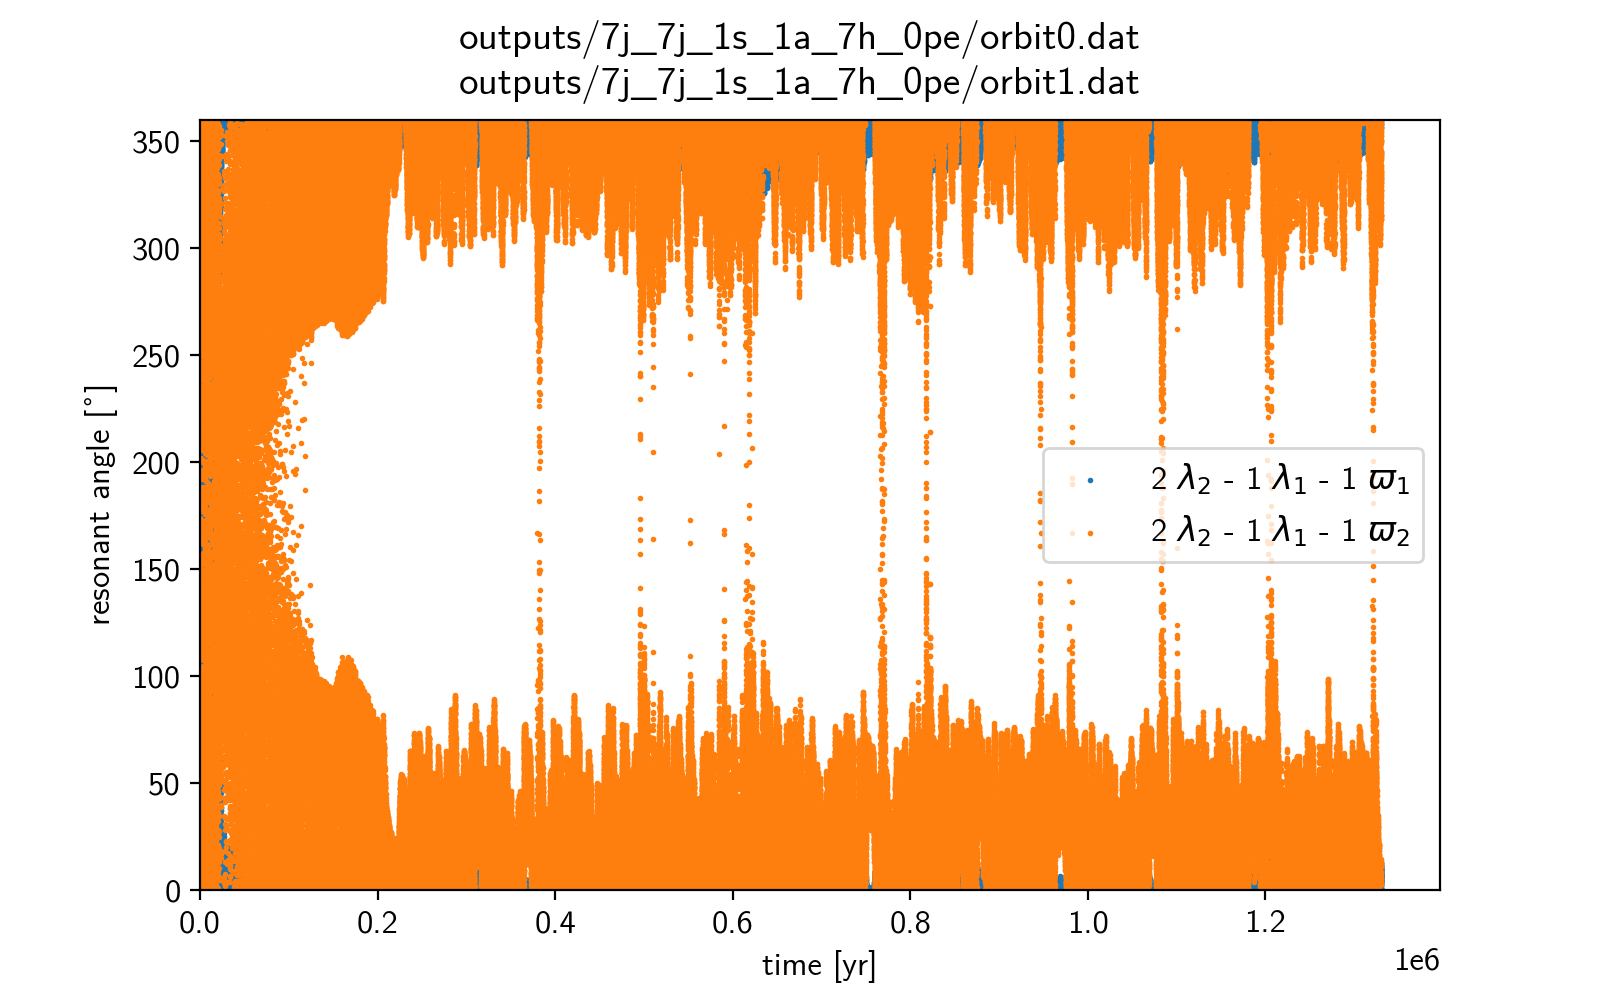 outputs/7j_7j_1s_1a_7h_0pe/orbit0.dat
outputs/7j_7j_1s_1a_7h_0pe/orbit1.dat
350
300
250
200
150
100
50
0
resonant angle [°]
2 λ₂ - 1 λ₁ - 1 ϖ₁
2 λ₂ - 1 λ₁ - 1 ϖ₂
0.0 0.2 0.4 0.6 0.8 1.0 1.2
1e6
time [yr]